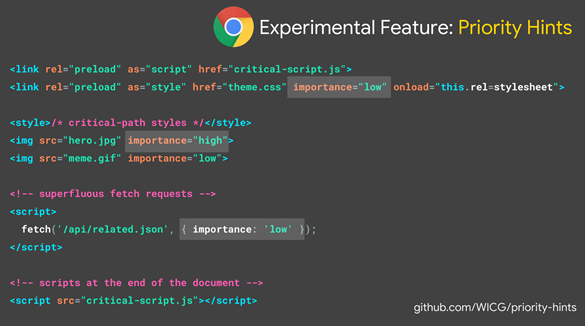 Experimental Feature: Priority Hints
<link rel="preload" as="script" href="critical-script.js">
<link rel="preload" as="style" href="theme.css" importance="low" onload="this.rel=stylesheet">
<style>/* critical-path styles */</style>
<img src="hero.jpg" importance="high">
<img src="meme.gif" importance="low">
<!-- superfluous fetch requests -->
<script>
fetch('/api/related.json', { importance: 'low' });
</script>
<!-- scripts at the end of the document -->
<script src="critical-script.js"></script>
github.com/WICG/priority-hints